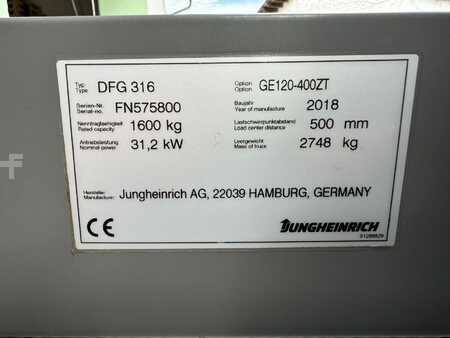 Typ DFG 316 Option GE120-400ZT
Type Option
Serien-Nr. FN575800 Baujahr 2018
Serial-no. Year of manufacture
Nenntragfähigkeit 1600 kg Lastschwerpunktabstand 500 mm
Rated capacity Load center distance
Antriebsleistung 31,2 kW Leergewicht 2748 kg
Nominal power Mass of truck
Hersteller Jungheinrich AG, 22039 HAMBURG, GERMANY
Manufacturer
CE JUNGHEINRICH
f